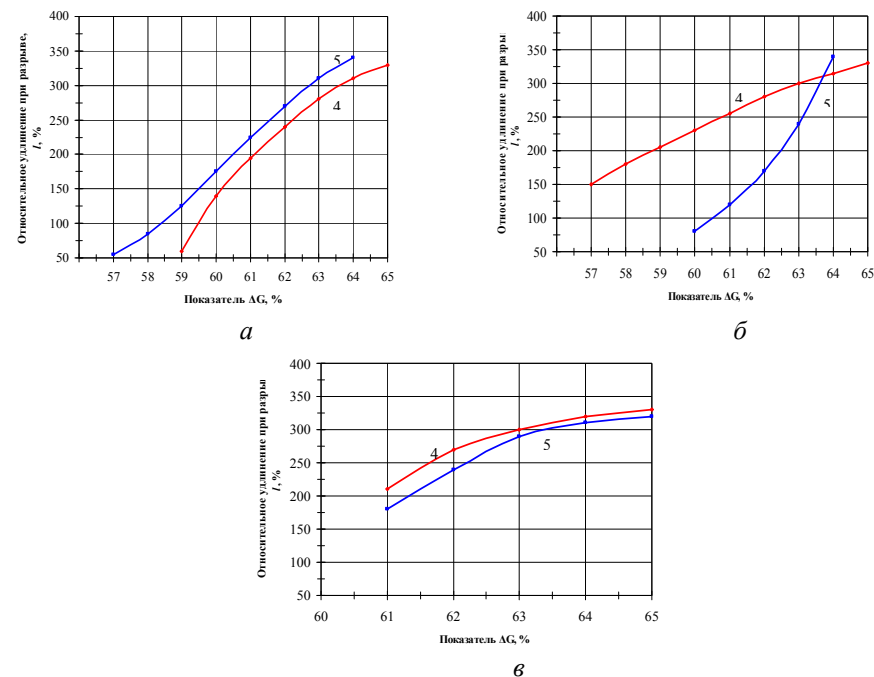 Относительное удлинение при разрыве,
l, %
400
350
300
250
200
150
100
50
5
4
57 58 59 60 61 62 63 64 65
Показатель ΔG, %
а
Относительное удлинение при разры
l, %
400
350
300
250
200
150
100
50
4
5
57 58 59 60 61 62 63 64 65
Показатель ΔG, %
б
Относительное удлинение при разры
l, %
400
350
300
250
200
150
100
50
4
5
60 61 62 63 64 65
Показатель ΔG, %
в